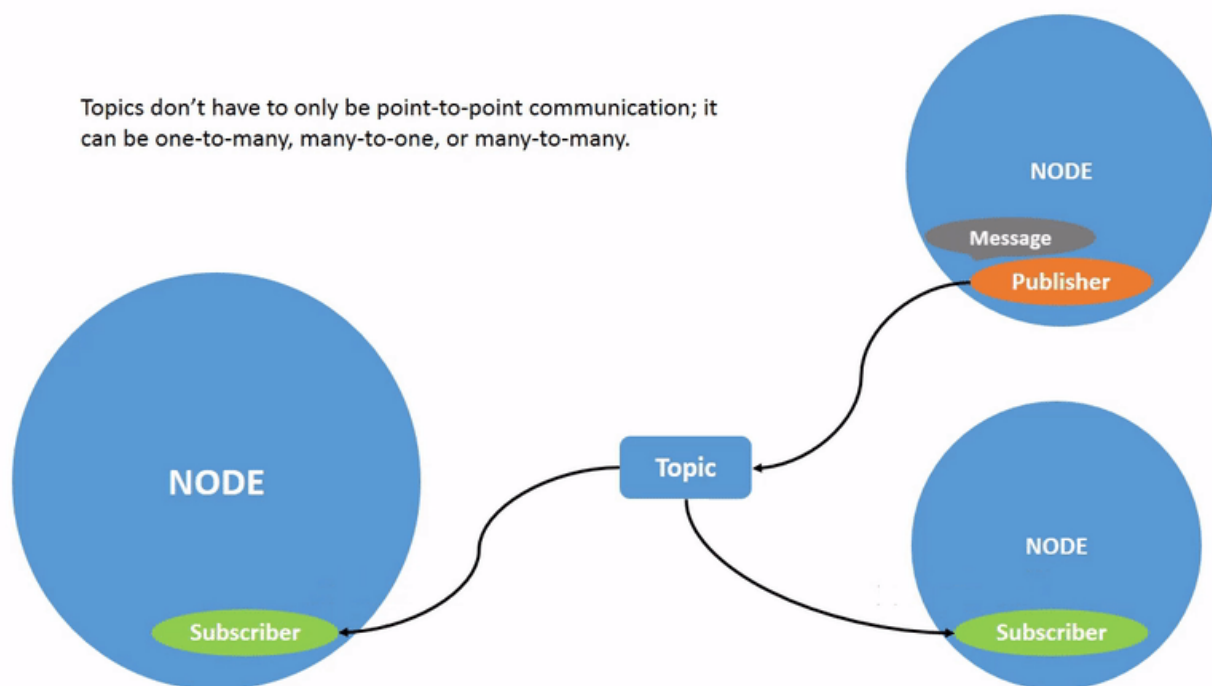 Topics don’t have to only be point-to-point communication; it
can be one-to-many, many-to-one, or many-to-many.
NODE
Message
Publisher
Topic
NODE
NODE
Subscriber
Subscriber